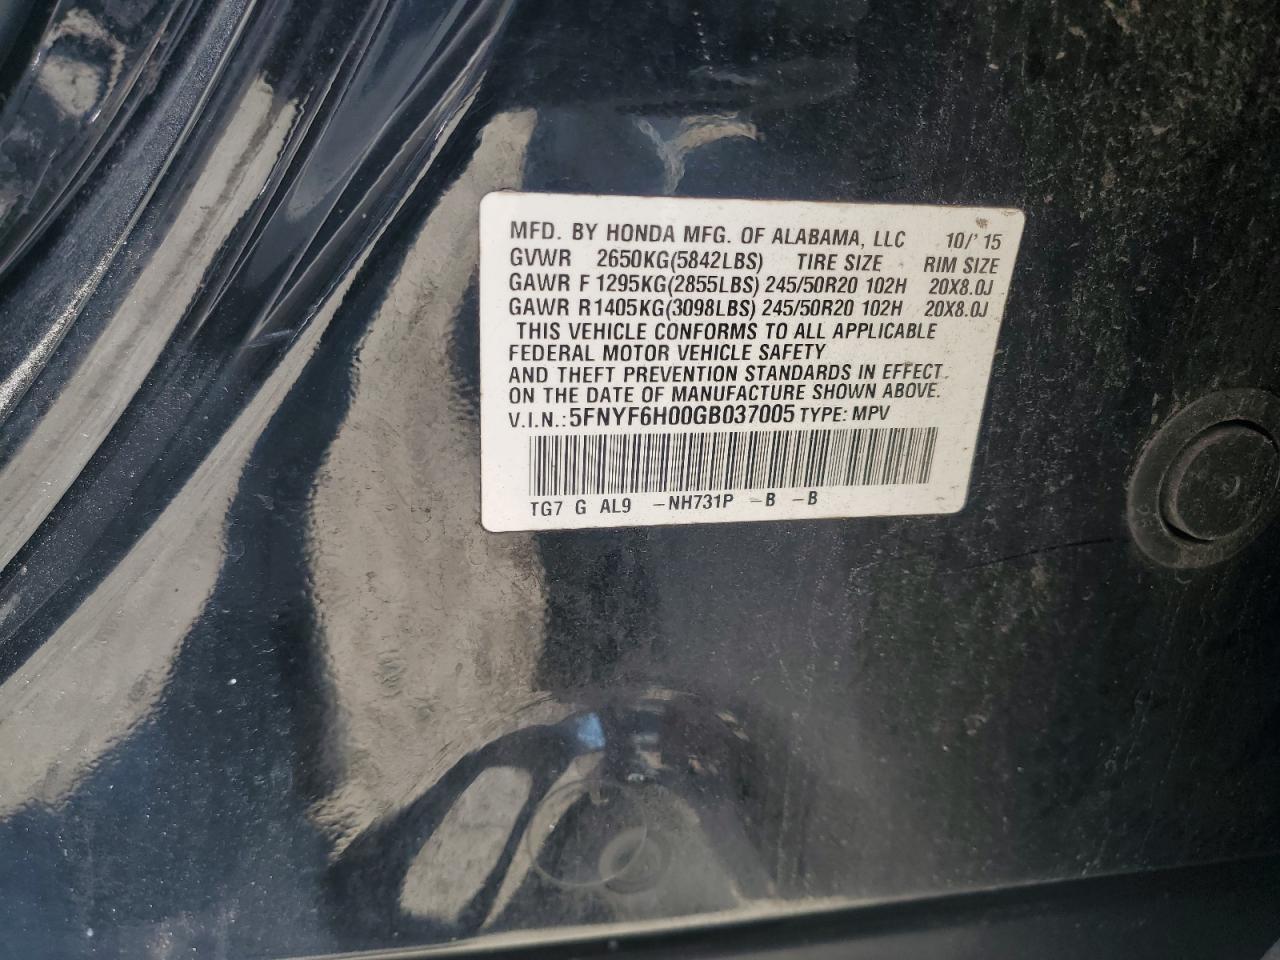 MFD. BY HONDA MFG. OF ALABAMA, LLC 10/'15
GVWR 2650KG(5842LBS) TIRE SIZE RIM SIZE
GAWR F 1295KG(2855LBS) 245/50R20 102H 20X8.0J
GAWR R 1405KG(3098LBS) 245/50R20 102H 20X8.0J
THIS VEHICLE CONFORMS TO ALL APPLICABLE
FEDERAL MOTOR VEHICLE SAFETY
AND THEFT PREVENTION STANDARDS IN EFFECT
ON THE DATE OF MANUFACTURE SHOWN ABOVE.
V.I.N.: 5FNYF6H00GB037005 TYPE: MPV
TG7 G AL9 -NH731P -B -B